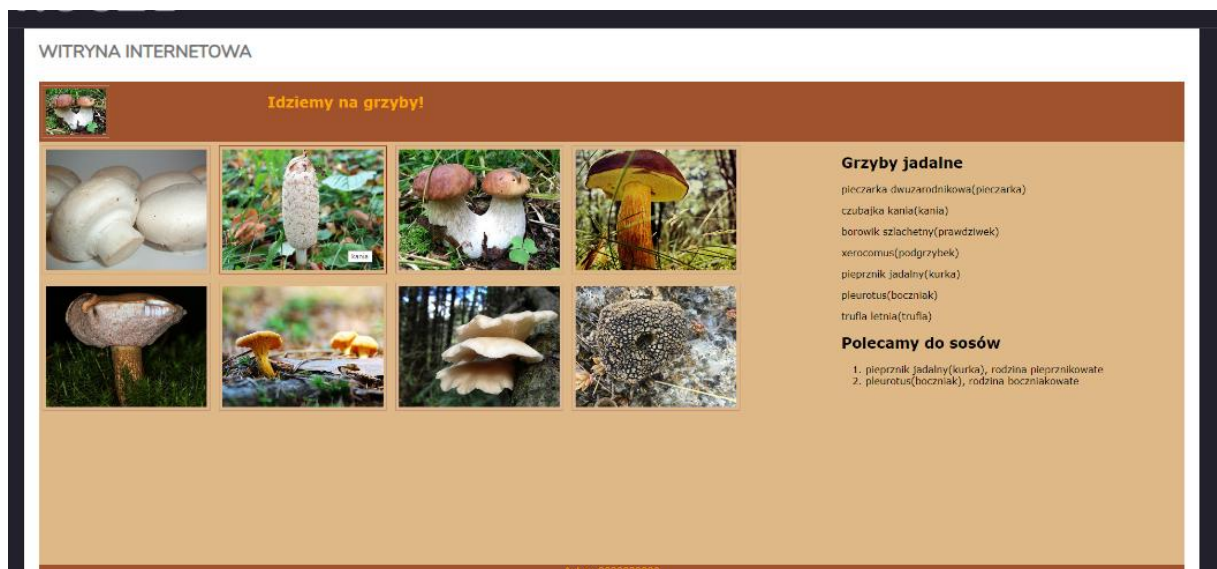 WITRYNA INTERNETOWA
Idziemy na grzyby!
kania
Grzyby jadalne
pieczarka dwuzarodnikowa(pieczarka)
czubajka kania(kania)
borowik szlachetny(prawdziwek)
xerocomus(podgrzybek)
pieprznik jadalny(kurka)
pleurotus(boczniak)
trufla letnia(trufla)
Polecamy do sosów
1. pieprznik jadalny(kurka), rodzina pieprznikowate
2. pleurotus(boczniak), rodzina boczniakowate